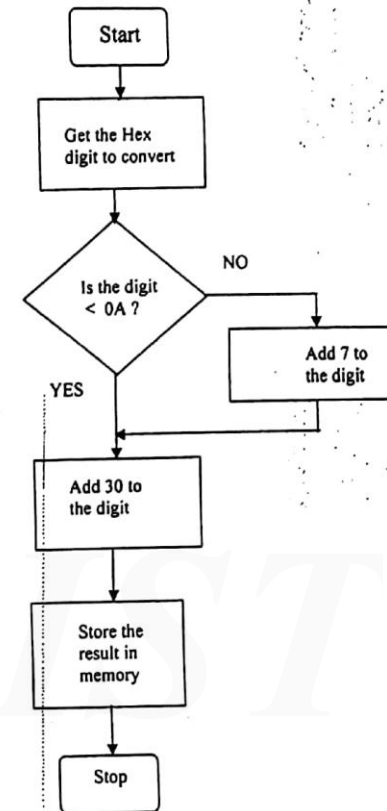 Start
Get the Hex
digit to convert
Is the digit
< 0A ?
NO
Add 7 to
the digit
YES
Add 30 to
the digit
Store the
result in
memory
Stop
IST